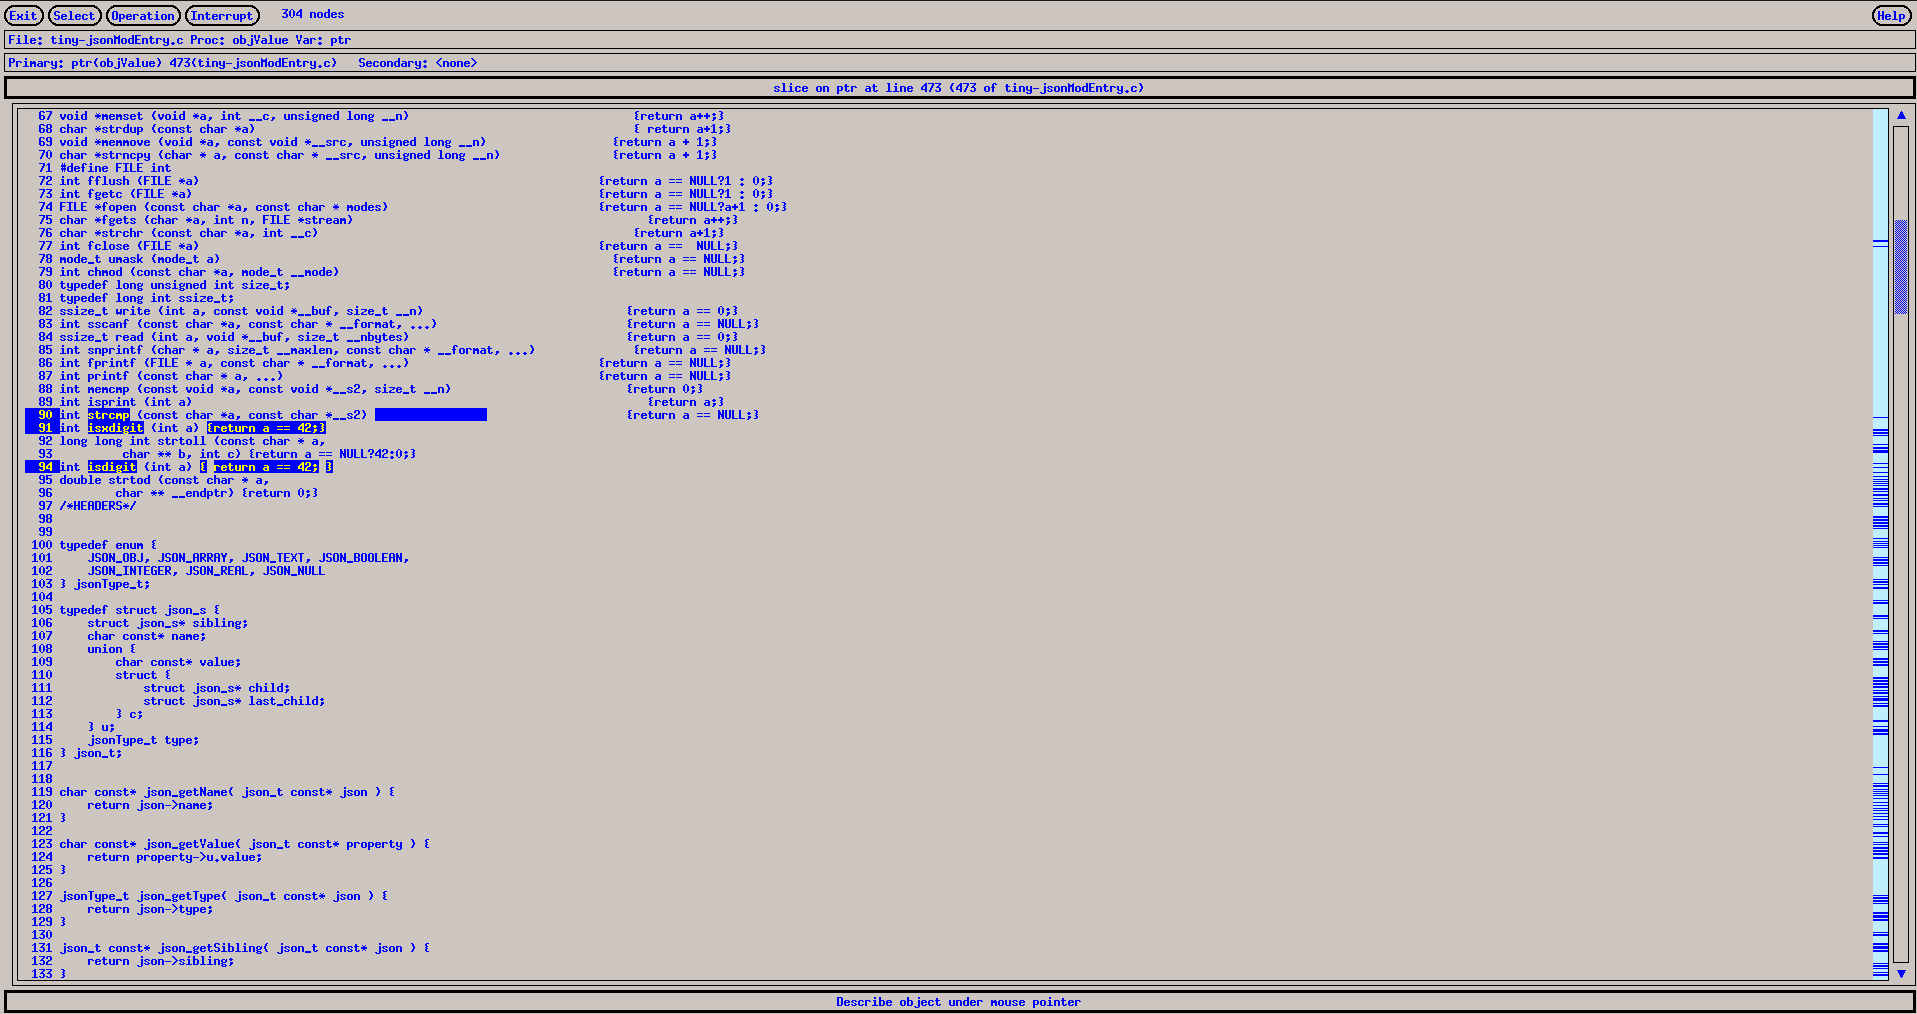 Exit Select Operation Interrupt 304 nodes Help
File: tiny-jsonModEntry.c Proc: objValue Var: ptr
Primary: ptr(objValue) 473(tiny-jsonModEntry.c) Secondary: <none>
slice on ptr at line 473 (473 of tiny-jsonModEntry.c)
67 void *memset (void *a, int __c, unsigned long __n) {return a++;}
68 char *strdup (const char *a) { return a+1;}
69 void *memmove (void *a, const void *__src, unsigned long __n) {return a + 1;}
70 char *strncpy (char * a, const char * __src, unsigned long __n) {return a + 1;}
71 #define FILE int
72 int fflush (FILE *a) {return a == NULL?1 : 0;}
73 int fgetc (FILE *a) {return a == NULL?1 : 0;}
74 FILE *fopen (const char *a, const char * modes) {return a == NULL?a+1 : 0;}
75 char *fgets (char *a, int n, FILE *stream) {return a++;}
76 char *strchr (const char *a, int __c) {return a+1;}
77 int fclose (FILE *a) {return a ==  NULL;}
78 mode_t umask (mode_t a) {return a == NULL;}
79 int chmod (const char *a, mode_t __mode) {return a == NULL;}
80 typedef long unsigned int size_t;
81 typedef long int ssize_t;
82 ssize_t write (int a, const void *__buf, size_t __n) {return a == 0;}
83 int sscanf (const char *a, const char * __format, ...) {return a == NULL;}
84 ssize_t read (int a, void *__buf, size_t __nbytes) {return a == 0;}
85 int snprintf (char * a, size_t __maxlen, const char * __format, ...) {return a == NULL;}
86 int fprintf (FILE * a, const char * __format, ...) {return a == NULL;}
87 int printf (const char * a, ...) {return a == NULL;}
88 int memcmp (const void *a, const void *__s2, size_t __n) {return 0;}
89 int isprint (int a) {return a;}
90 int strcmp (const char *a, const char *__s2) {return a == NULL;}
91 int isxdigit (int a) {return a == 42;}
92 long long int strtoll (const char * a,
93 char ** b, int c) {return a == NULL?42:0;}
94 int isdigit (int a) { return a == 42; }
95 double strtod (const char * a,
96 char ** __endptr) {return 0;}
97 /*HEADERS*/
98
99
100 typedef enum {
101 JSON_OBJ, JSON_ARRAY, JSON_TEXT, JSON_BOOLEAN,
102 JSON_INTEGER, JSON_REAL, JSON_NULL
103 } jsonType_t;
104
105 typedef struct json_s {
106 struct json_s* sibling;
107 char const* name;
108 union {
109 char const* value;
110 struct {
111 struct json_s* child;
112 struct json_s* last_child;
113 } c;
114 } u;
115 jsonType_t type;
116 } json_t;
117
118
119 char const* json_getName( json_t const* json ) {
120 return json->name;
121 }
122
123 char const* json_getValue( json_t const* property ) {
124 return property->u.value;
125 }
126
127 jsonType_t json_getType( json_t const* json ) {
128 return json->type;
129 }
130
131 json_t const* json_getSibling( json_t const* json ) {
132 return json->sibling;
133 }
Describe object under mouse pointer